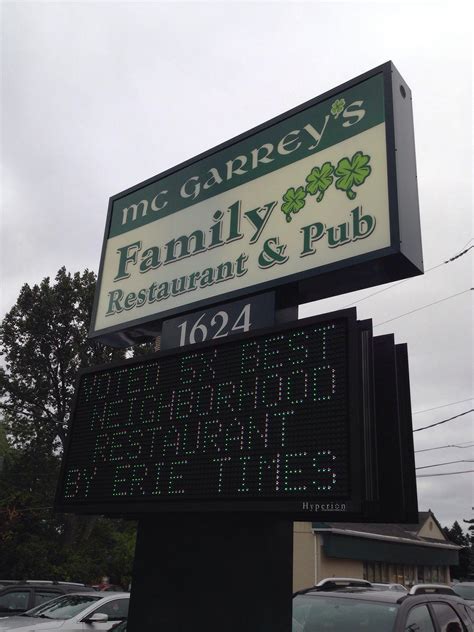 MC GARREY'S
Family
Restaurant & Pub
1624
VOTED 5X BEST
NEIGHBORHOOD
RESTAURANT
BY ERIE TIMES
Hyperion